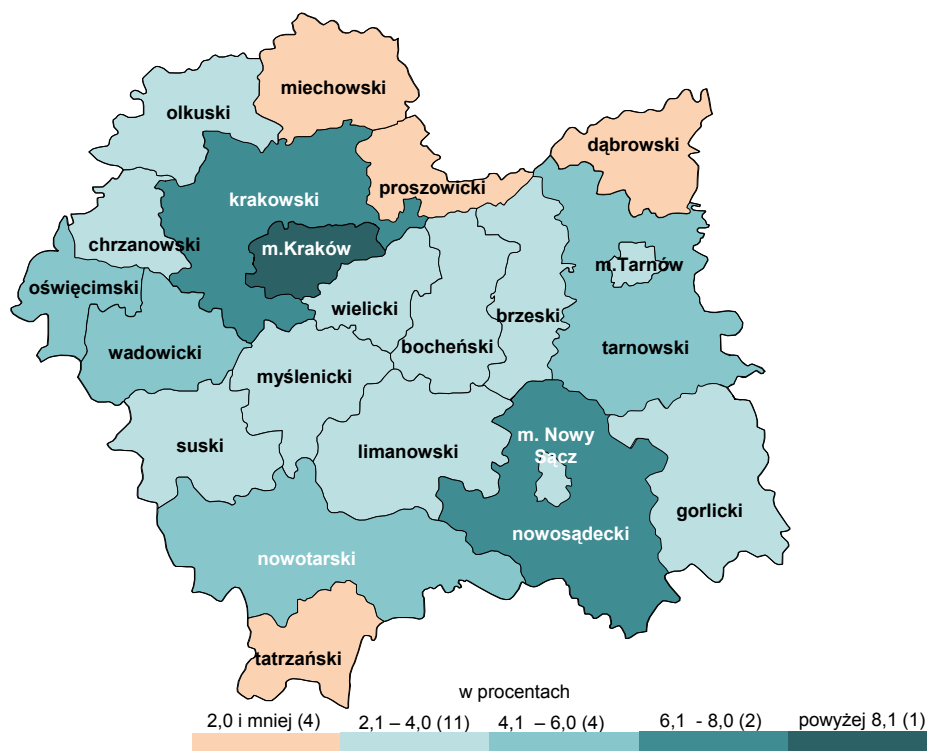 miechowski
olkuski
dąbrowski
proszowicki
krakowski
chrzanowski
m.Kraków
m.Tarnów
oświęcimski
wielicki
brzeski
wadowicki
bocheński
tarnowski
myślenicki
suski
limanowski
m. Nowy
Sącz
gorlicki
nowosądecki
nowotarski
tatrzański
w procentach
2,0 i mniej (4) 2,1 – 4,0 (11) 4,1 – 6,0 (4) 6,1 - 8,0 (2) powyżej 8,1 (1)